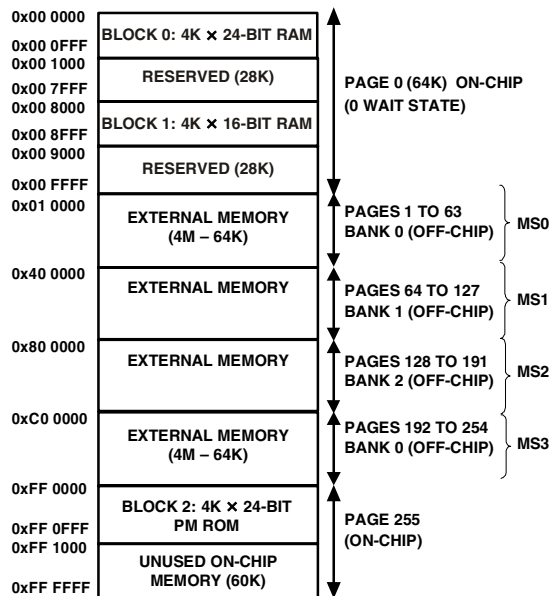 0x00 0000
BLOCK 0: 4K × 24-BIT RAM
0x00 0FFF
0x00 1000
RESERVED (28K)
0x00 7FFF
PAGE 0 (64K) ON-CHIP
(0 WAIT STATE)
0x00 8000
BLOCK 1: 4K × 16-BIT RAM
0x00 8FFF
0x00 9000
RESERVED (28K)
0x00 FFFF
0x01 0000
EXTERNAL MEMORY
(4M – 64K)
PAGES 1 TO 63
BANK 0 (OFF-CHIP)
MS0
0x40 0000
EXTERNAL MEMORY
PAGES 64 TO 127
BANK 1 (OFF-CHIP)
MS1
0x80 0000
EXTERNAL MEMORY
PAGES 128 TO 191
BANK 2 (OFF-CHIP)
MS2
0xC0 0000
EXTERNAL MEMORY
(4M – 64K)
PAGES 192 TO 254
BANK 0 (OFF-CHIP)
MS3
0xFF 0000
BLOCK 2: 4K × 24-BIT
PM ROM
0xFF 0FFF
PAGE 255
(ON-CHIP)
0xFF 1000
UNUSED ON-CHIP
MEMORY (60K)
0xFF FFFF